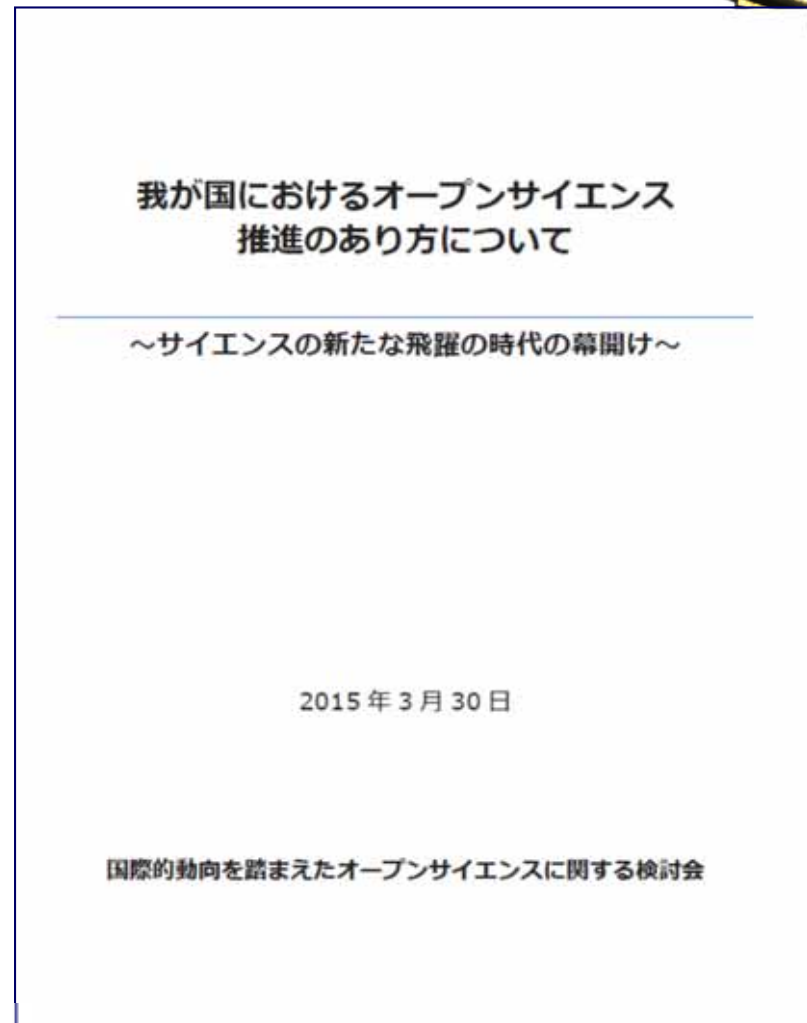 我が国におけるオープンサイエンス
推進のあり方について
～サイエンスの新たな飛躍の時代の幕開け～
2015年3月30日
国際的動向を踏まえたオープンサイエンスに関する検討会